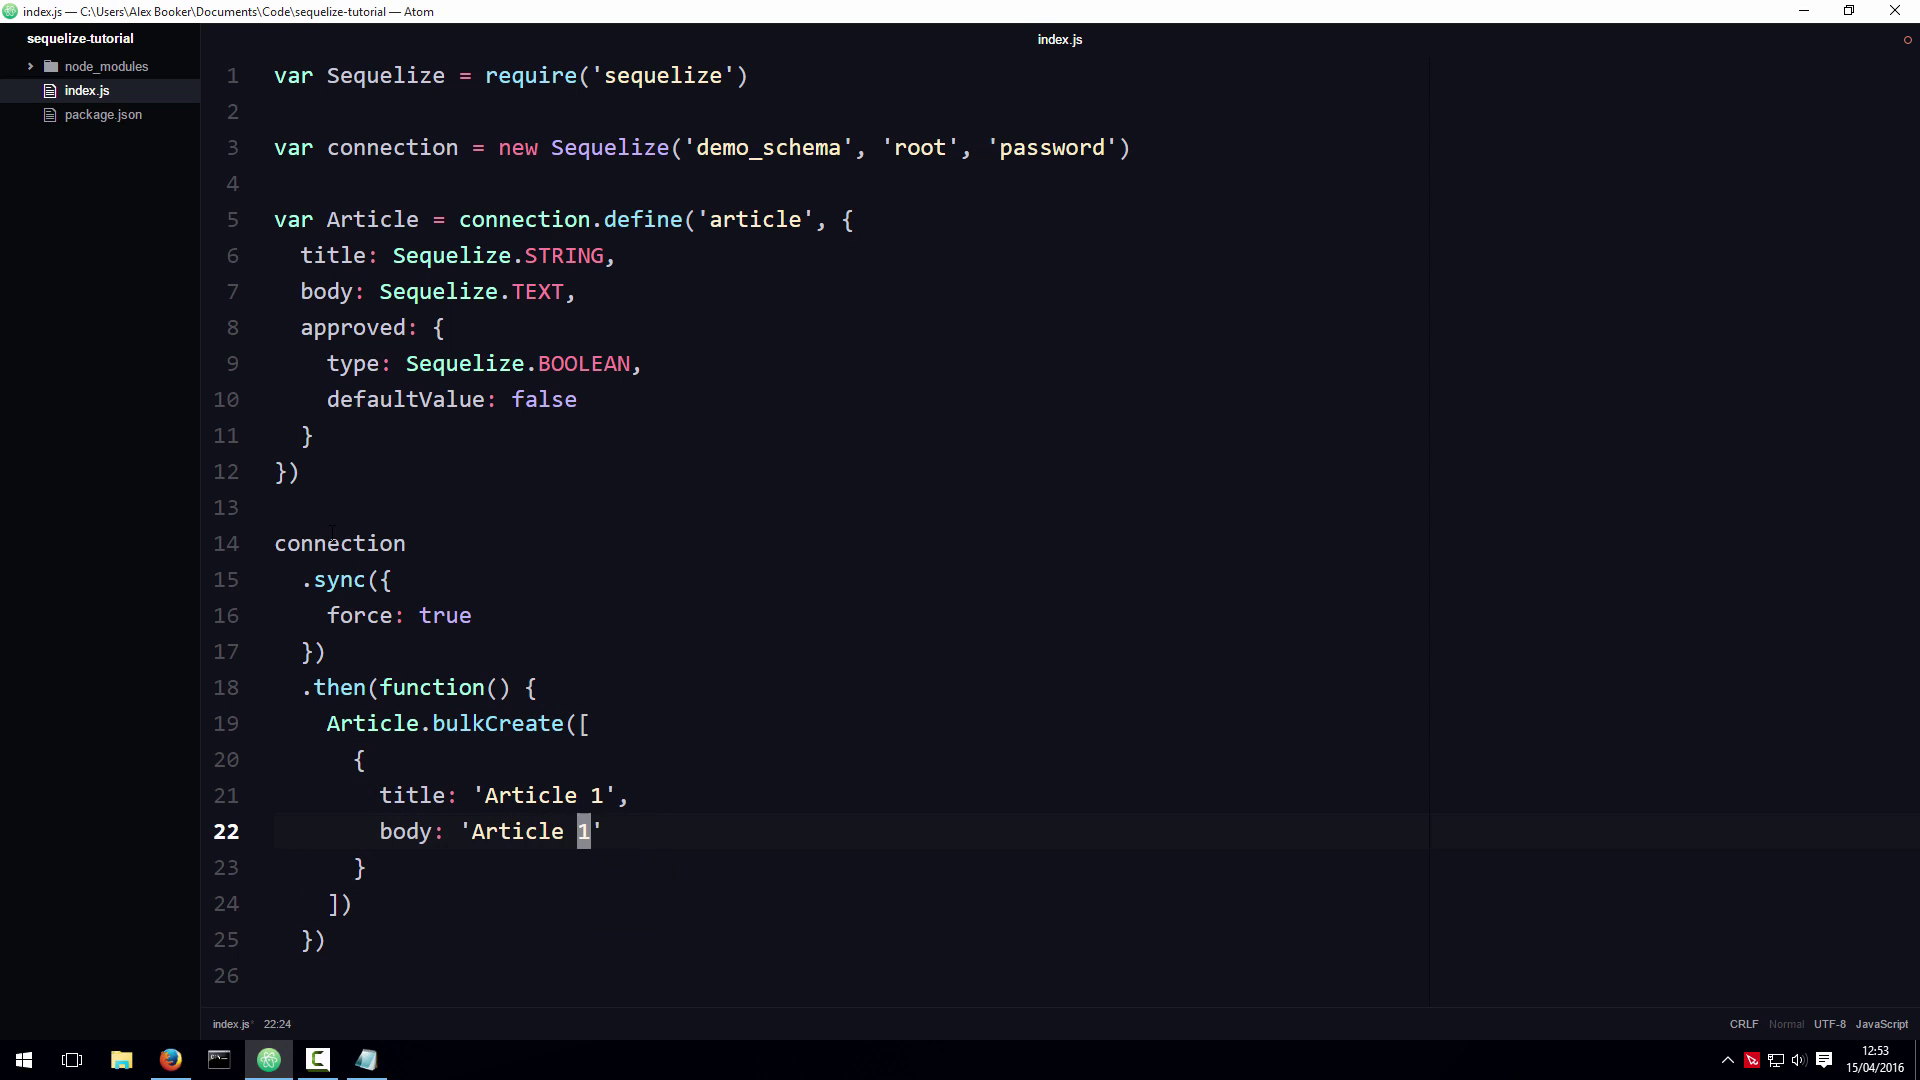 index.js — C:\Users\Alex Booker\Documents\Code\sequelize-tutorial — Atom
sequelize-tutorial
node_modules
index.js
package.json
index.js
1 var Sequelize = require('sequelize')
2
3 var connection = new Sequelize('demo_schema', 'root', 'password')
4
5 var Article = connection.define('article', {
6   title: Sequelize.STRING,
7   body: Sequelize.TEXT,
8   approved: {
9     type: Sequelize.BOOLEAN,
10     defaultValue: false
11   }
12 })
13
14 connection
15   .sync({
16     force: true
17   })
18   .then(function() {
19     Article.bulkCreate([
20       {
21         title: 'Article 1',
22         body: 'Article 1'
23       }
24     ])
25   })
26
index.js* 22:24
CRLF Normal UTF-8 JavaScript
12:53
15/04/2016